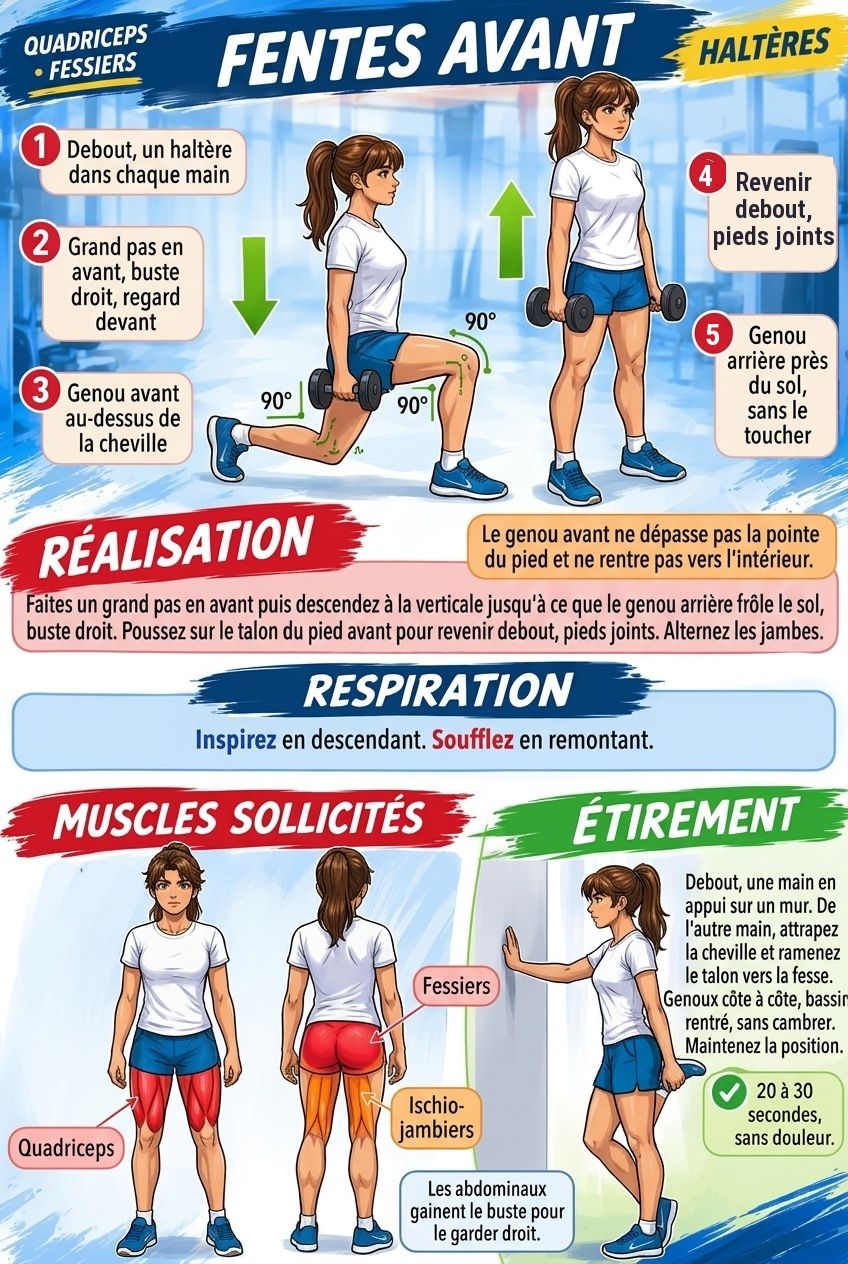 QUADRICEPS
• FESSIERS
FENTES AVANT
HALTÈRES
1
Debout, un haltère
dans chaque main
2
Grand pas en
avant, buste
droit, regard
devant
3
Genou avant
au-dessus de
la cheville
90°
90°
90°
4
Revenir
debout,
pieds joints
5
Genou
arrière près
du sol,
sans le
toucher
RÉALISATION
Le genou avant ne dépasse pas la pointe
du pied et ne rentre pas vers l'intérieur.
Faites un grand pas en avant puis descendez à la verticale jusqu'à ce que le genou arrière frôle le sol,
buste droit. Poussez sur le talon du pied avant pour revenir debout, pieds joints. Alternez les jambes.
RESPIRATION
Inspirez en descendant. Soufflez en remontant.
MUSCLES SOLLICITÉS
Fessiers
Ischio-
jambiers
Quadriceps
Les abdominaux
gainent le buste pour
le garder droit.
ÉTIREMENT
Debout, une main en
appui sur un mur. De
l'autre main, attrapez
la cheville et ramenez
le talon vers la fesse.
Genoux côte à côte, bassin
rentré, sans cambrer.
Maintenez la position.
20 à 30
secondes,
sans douleur.